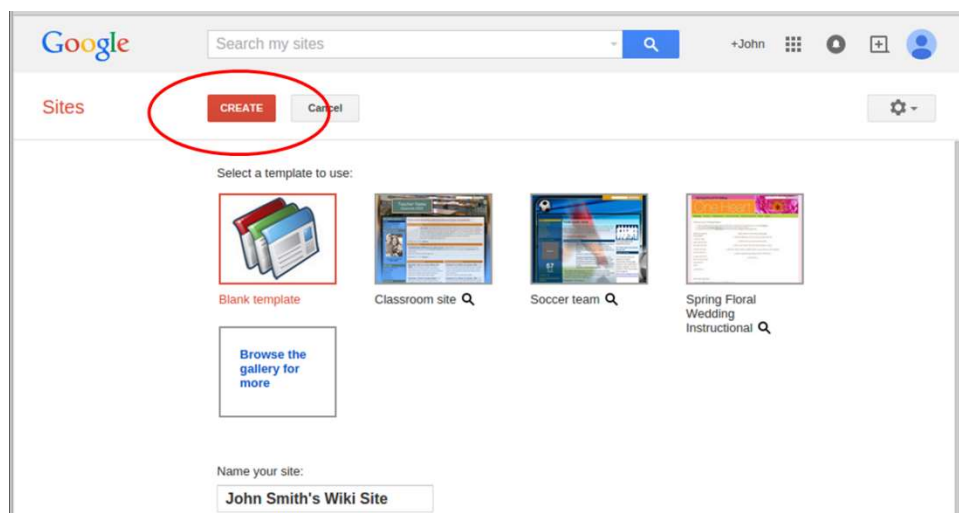 Google
Search my sites
+John
Sites
CREATE
Cancel
Select a template to use:
Blank template
Classroom site
Soccer team
Spring Floral
Wedding
Instructional
Browse the
gallery for
more
Name your site:
John Smith's Wiki Site